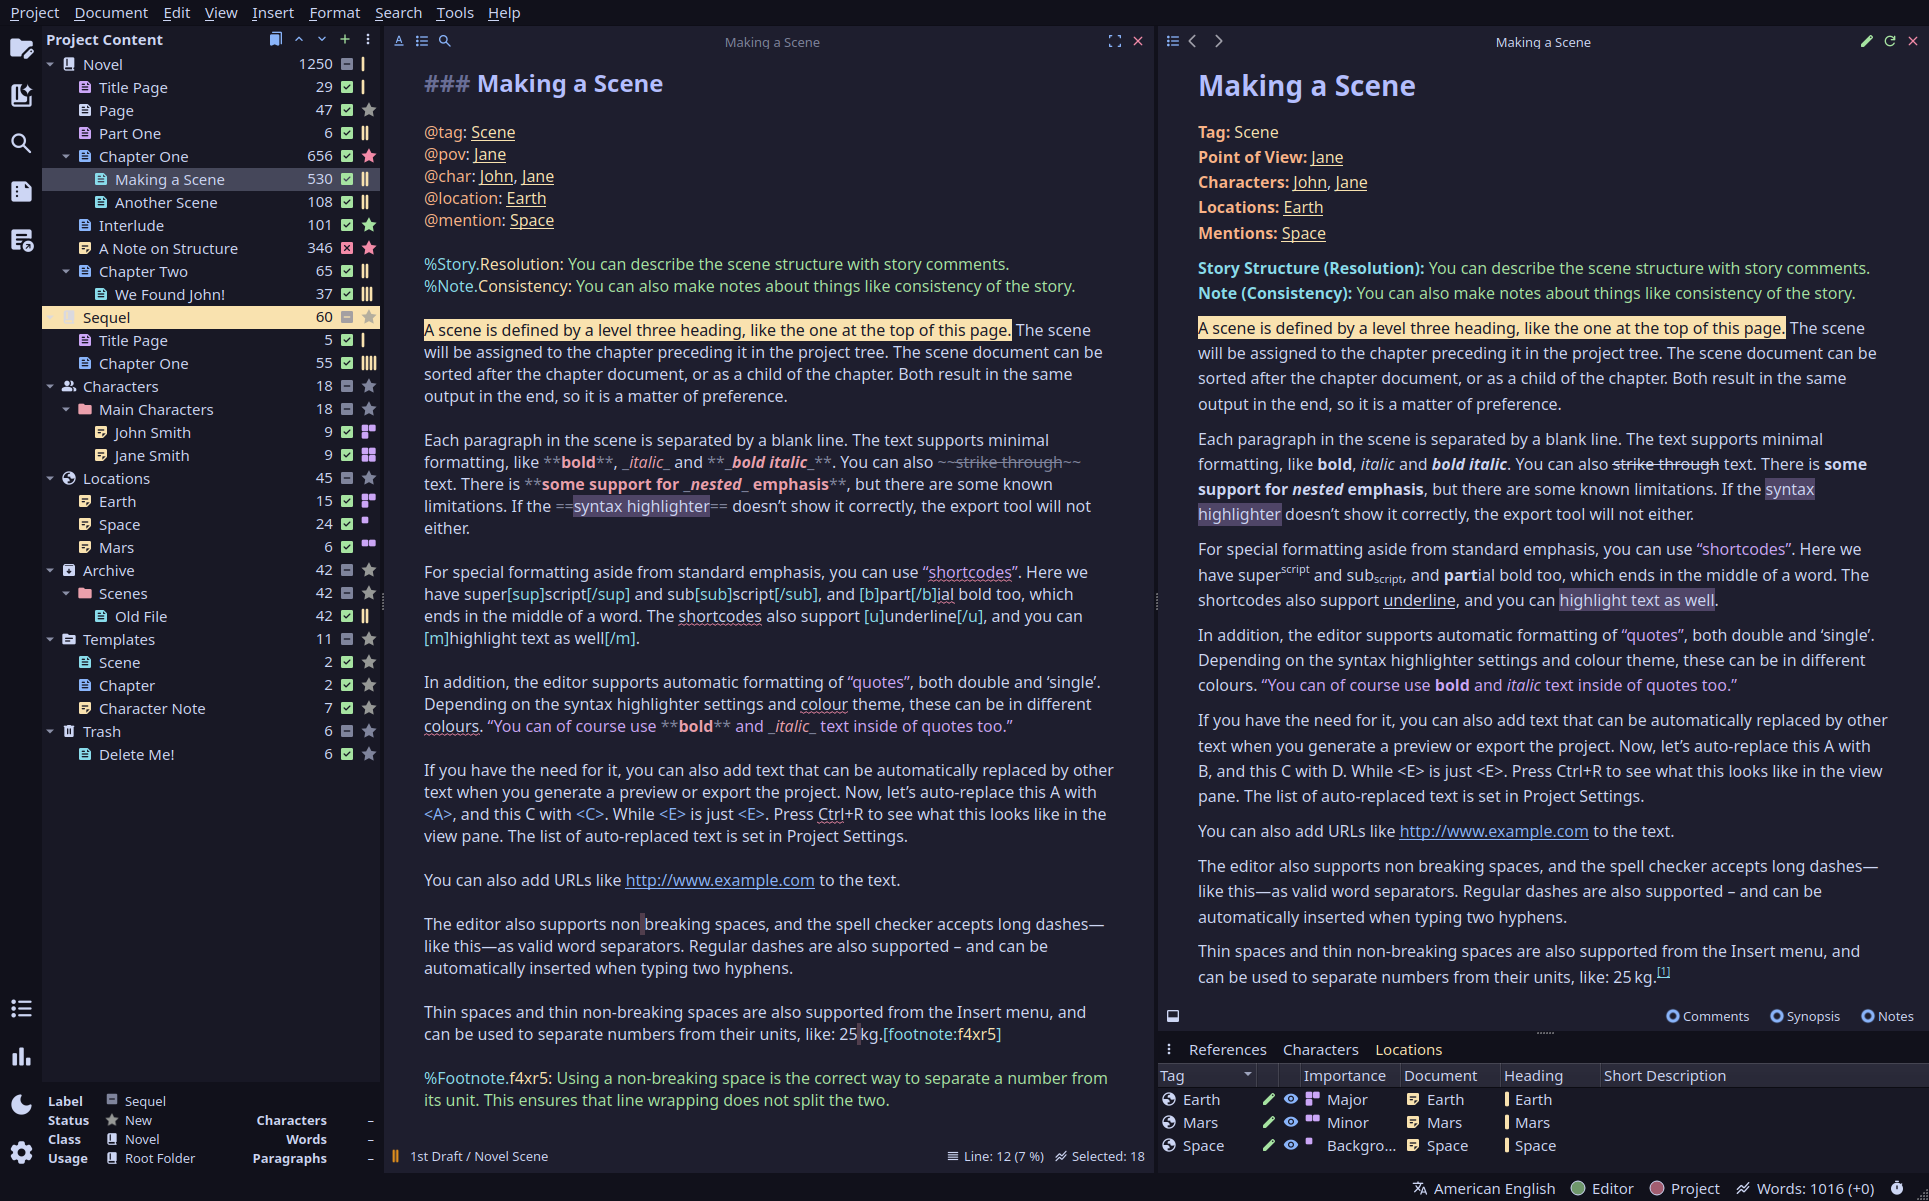 Project Document Edit View Insert Format Search Tools Help
Project Content
Novel 1250
Title Page 29
Page 47
Part One 6
Chapter One 656
Making a Scene 530
Another Scene 108
Interlude 101
A Note on Structure 346
Chapter Two 65
We Found John! 37
Sequel 60
Title Page 5
Chapter One 55
Characters 18
Main Characters 18
John Smith 9
Jane Smith 9
Locations 45
Earth 15
Space 24
Mars 6
Archive 42
Scenes 42
Old File 42
Templates 11
Scene 2
Chapter 2
Character Note 7
Trash 6
Delete Me! 6
Label Sequel
Status New Characters –
Class Novel Words –
Usage Root Folder Paragraphs –
Making a Scene
### Making a Scene
@tag: Scene
@pov: Jane
@char: John, Jane
@location: Earth
@mention: Space
%Story.Resolution: You can describe the scene structure with story comments.
%Note.Consistency: You can also make notes about things like consistency of the story.
A scene is defined by a level three heading, like the one at the top of this page. The scene
will be assigned to the chapter preceding it in the project tree. The scene document can be
sorted after the chapter document, or as a child of the chapter. Both result in the same
output in the end, so it is a matter of preference.
Each paragraph in the scene is separated by a blank line. The text supports minimal
formatting, like **bold**, _italic_ and **_bold italic_**. You can also ~~strike through~~
text. There is **some support for _nested_ emphasis**, but there are some known
limitations. If the ==syntax highlighter== doesn’t show it correctly, the export tool will not
either.
For special formatting aside from standard emphasis, you can use “shortcodes”. Here we
have super[sup]script[/sup] and sub[sub]script[/sub], and [b]part[/b]ial bold too, which
ends in the middle of a word. The shortcodes also support [u]underline[/u], and you can
[m]highlight text as well[/m].
In addition, the editor supports automatic formatting of “quotes”, both double and ‘single’.
Depending on the syntax highlighter settings and colour theme, these can be in different
colours. “You can of course use **bold** and _italic_ text inside of quotes too.”
If you have the need for it, you can also add text that can be automatically replaced by other
text when you generate a preview or export the project. Now, let’s auto-replace this A with
<A>, and this C with <C>. While <E> is just <E>. Press Ctrl+R to see what this looks like in the
view pane. The list of auto-replaced text is set in Project Settings.
You can also add URLs like http://www.example.com to the text.
The editor also supports non breaking spaces, and the spell checker accepts long dashes—
like this—as valid word separators. Regular dashes are also supported – and can be
automatically inserted when typing two hyphens.
Thin spaces and thin non-breaking spaces are also supported from the Insert menu, and
can be used to separate numbers from their units, like: 25 kg.[footnote:f4xr5]
%Footnote.f4xr5: Using a non-breaking space is the correct way to separate a number from
its unit. This ensures that line wrapping does not split the two.
1st Draft / Novel Scene Line: 12 (7 %) Selected: 18
Making a Scene
Making a Scene
Tag: Scene
Point of View: Jane
Characters: John, Jane
Locations: Earth
Mentions: Space
Story Structure (Resolution): You can describe the scene structure with story comments.
Note (Consistency): You can also make notes about things like consistency of the story.
A scene is defined by a level three heading, like the one at the top of this page. The scene
will be assigned to the chapter preceding it in the project tree. The scene document can be
sorted after the chapter document, or as a child of the chapter. Both result in the same
output in the end, so it is a matter of preference.
Each paragraph in the scene is separated by a blank line. The text supports minimal
formatting, like bold, italic and bold italic. You can also strike through text. There is some
support for nested emphasis, but there are some known limitations. If the syntax
highlighter doesn’t show it correctly, the export tool will not either.
For special formatting aside from standard emphasis, you can use “shortcodes”. Here we
have superscript and subscript, and partial bold too, which ends in the middle of a word. The
shortcodes also support underline, and you can highlight text as well.
In addition, the editor supports automatic formatting of “quotes”, both double and ‘single’.
Depending on the syntax highlighter settings and colour theme, these can be in different
colours. “You can of course use bold and italic text inside of quotes too.”
If you have the need for it, you can also add text that can be automatically replaced by other
text when you generate a preview or export the project. Now, let’s auto-replace this A with
B, and this C with D. While <E> is just <E>. Press Ctrl+R to see what this looks like in the view
pane. The list of auto-replaced text is set in Project Settings.
You can also add URLs like http://www.example.com to the text.
The editor also supports non breaking spaces, and the spell checker accepts long dashes—
like this—as valid word separators. Regular dashes are also supported – and can be
automatically inserted when typing two hyphens.
Thin spaces and thin non-breaking spaces are also supported from the Insert menu, and
can be used to separate numbers from their units, like: 25 kg.[1]
Comments Synopsis Notes
References Characters Locations
Tag Importance Document Heading Short Description
Earth Major Earth Earth
Mars Minor Mars Mars
Space Backgro... Space Space
American English Editor Project Words: 1016 (+0)